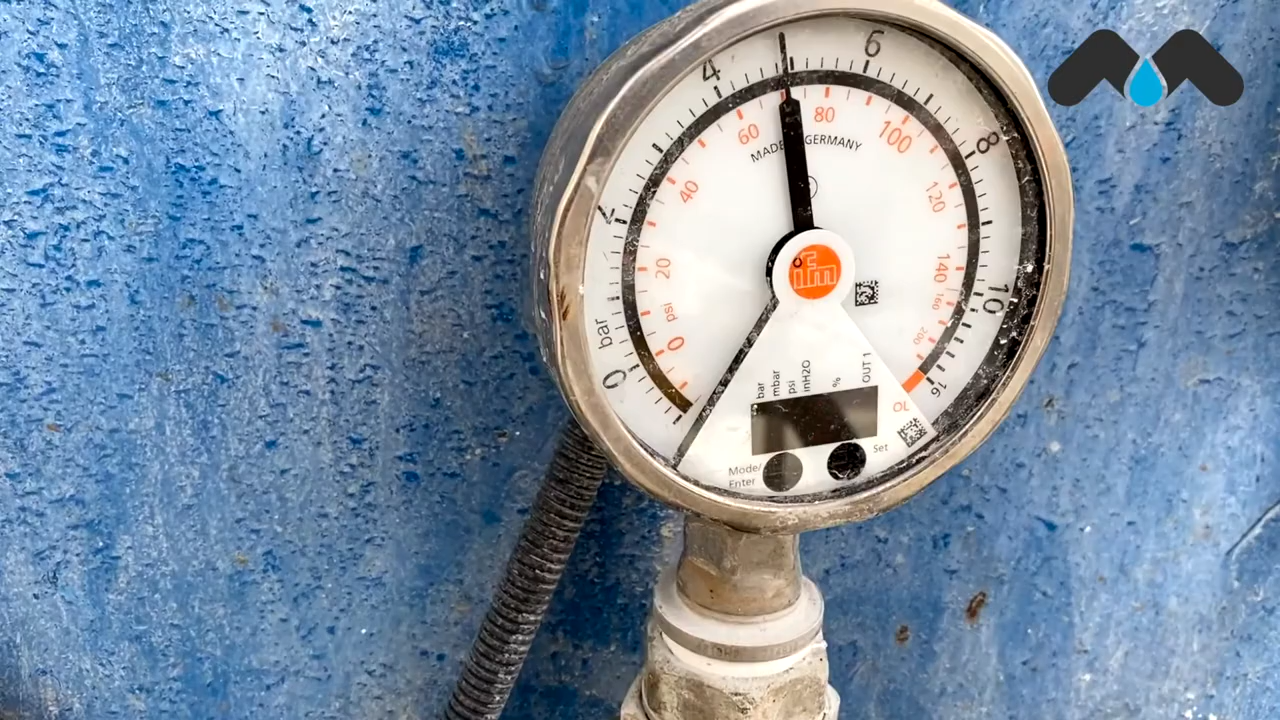 6
4
8
80
60
100
MADE
GERMANY
40
120
2
20
140
160
10
psi
bar
0
0
200
16
ifm
bar
mbar
psi
inH2O
%
OUT 1
OL
Set
Mode/
Enter